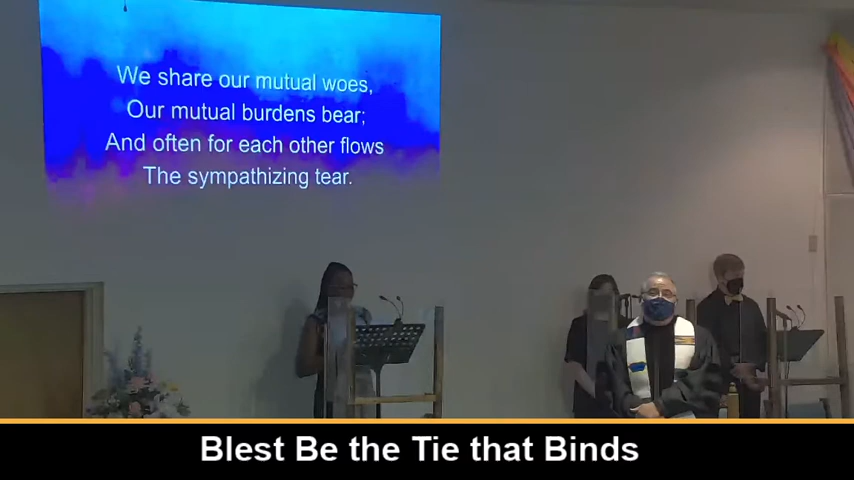 We share our mutual woes,
Our mutual burdens bear;
And often for each other flows
The sympathizing tear.
Blest Be the Tie that Binds